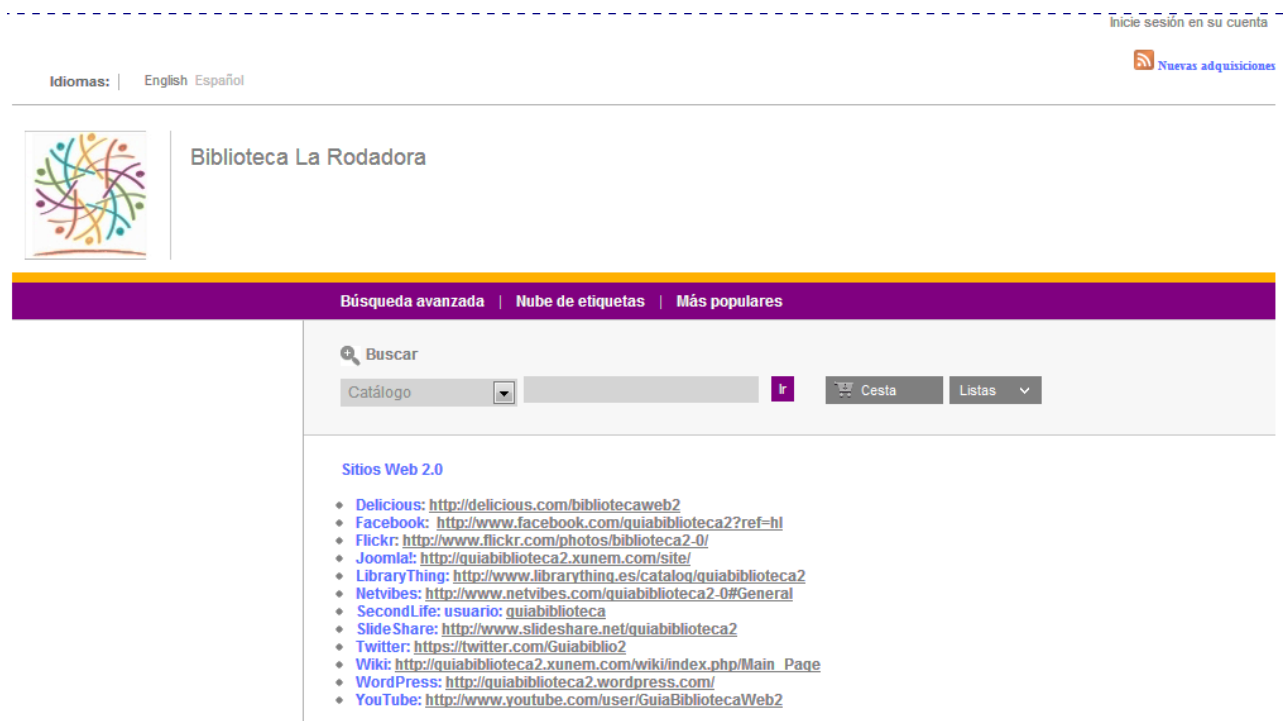 Inicie sesión en su cuenta
Nuevas adquisiciones
Idiomas: | English Español
Biblioteca La Rodadora
Búsqueda avanzada | Nube de etiquetas | Más populares
Buscar
Catálogo Ir Cesta Listas
Sitios Web 2.0
Delicious: http://delicious.com/bibliotecaweb2
Facebook: http://www.facebook.com/guiabiblioteca2?ref=hl
Flickr: http://www.flickr.com/photos/biblioteca2-0/
Joomla!: http://guiabiblioteca2.xunem.com/site/
LibraryThing: http://www.librarything.es/catalog/guiabiblioteca2
Netvibes: http://www.netvibes.com/guiabiblioteca2-0#General
SecondLife: usuario: guiabiblioteca
SlideShare: http://www.slideshare.net/guiabiblioteca2
Twitter: https://twitter.com/Guiabiblio2
Wiki: http://guiabiblioteca2.xunem.com/wiki/index.php/Main_Page
WordPress: http://guiabiblioteca2.wordpress.com/
YouTube: http://www.youtube.com/user/GuiaBibliotecaWeb2